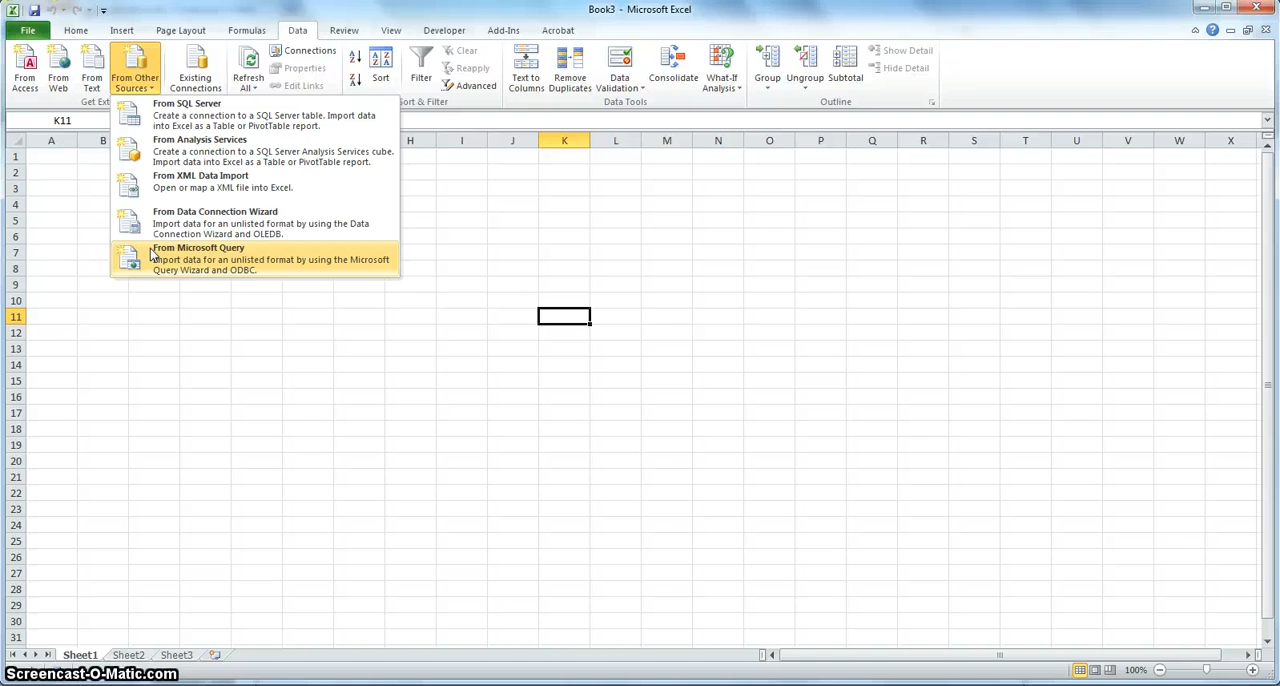 Book3 - Microsoft Excel
File Home Insert Page Layout Formulas Data Review View Developer Add-Ins Acrobat
From Access
From Web
From Text
From Other Sources
Existing Connections
Refresh All
Connections
Properties
Edit Links
Sort
Filter
Clear
Reapply
Advanced
Text to Columns
Remove Duplicates
Data Validation
Consolidate
What-If Analysis
Group
Ungroup
Subtotal
Show Detail
Hide Detail
Get Ex
Sort & Filter
Data Tools
Outline
K11
From SQL Server
Create a connection to a SQL Server table. Import data
into Excel as a Table or PivotTable report.
From Analysis Services
Create a connection to a SQL Server Analysis Services cube.
Import data into Excel as a Table or PivotTable report.
From XML Data Import
Open or map a XML file into Excel.
From Data Connection Wizard
Import data for an unlisted format by using the Data
Connection Wizard and OLEDB.
From Microsoft Query
Import data for an unlisted format by using the Microsoft
Query Wizard and ODBC.
A B H I J K L M N O P Q R S T U V W X
1
2
3
4
5
6
7
8
9
10
11
12
13
14
15
16
17
18
19
20
21
22
23
24
25
26
27
28
29
30
31
Sheet1 Sheet2 Sheet3
100%
Screencast-O-Matic.com